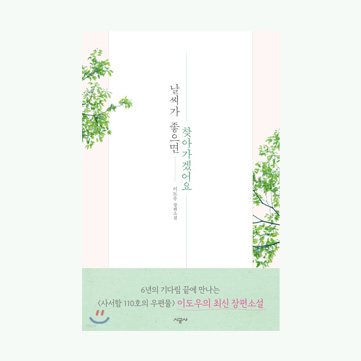 날씨가 좋으면
찾아가겠어요
이도우 장편소설
6년의 기다림 끝에 만나는
〈사서함 110호의 우편물〉 이도우의 최신 장편소설
시공사